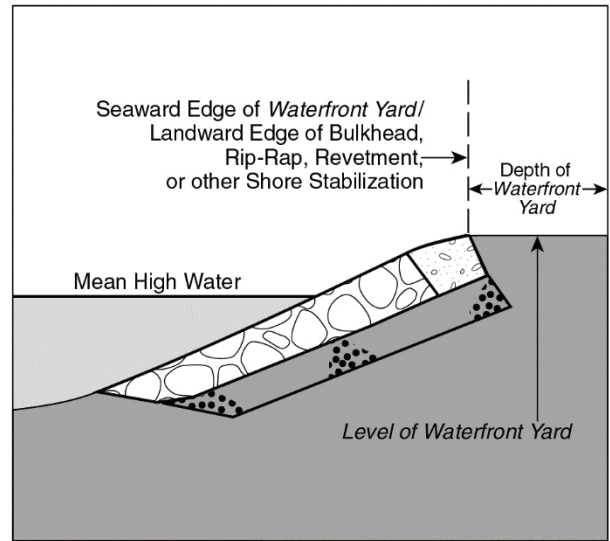 Seaward Edge of Waterfront Yard/
Landward Edge of Bulkhead,
Rip-Rap, Revetment,
or other Shore Stabilization
Depth of
Waterfront
Yard
Mean High Water
Level of Waterfront Yard